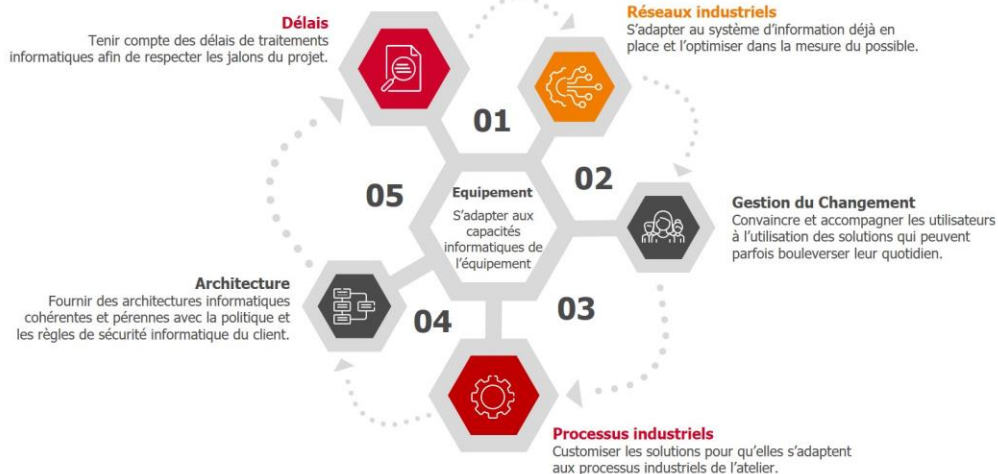 Délais
Tenir compte des délais de traitements
informatiques afin de respecter les jalons du projet.
Réseaux industriels
S'adapter au système d'information déjà en
place et l'optimiser dans la mesure du possible.
01
02
05
Equipement
S'adapter aux
capacités
informatiques de
l'équipement
Gestion du Changement
Convaincre et accompagner les utilisateurs
à l'utilisation des solutions qui peuvent
parfois bouleverser leur quotidien.
Architecture
Fournir des architectures informatiques
cohérentes et pérennes avec la politique et
les règles de sécurité informatique du client.
04
03
Processus industriels
Customiser les solutions pour qu'elles s'adaptent
aux processus industriels de l'atelier.